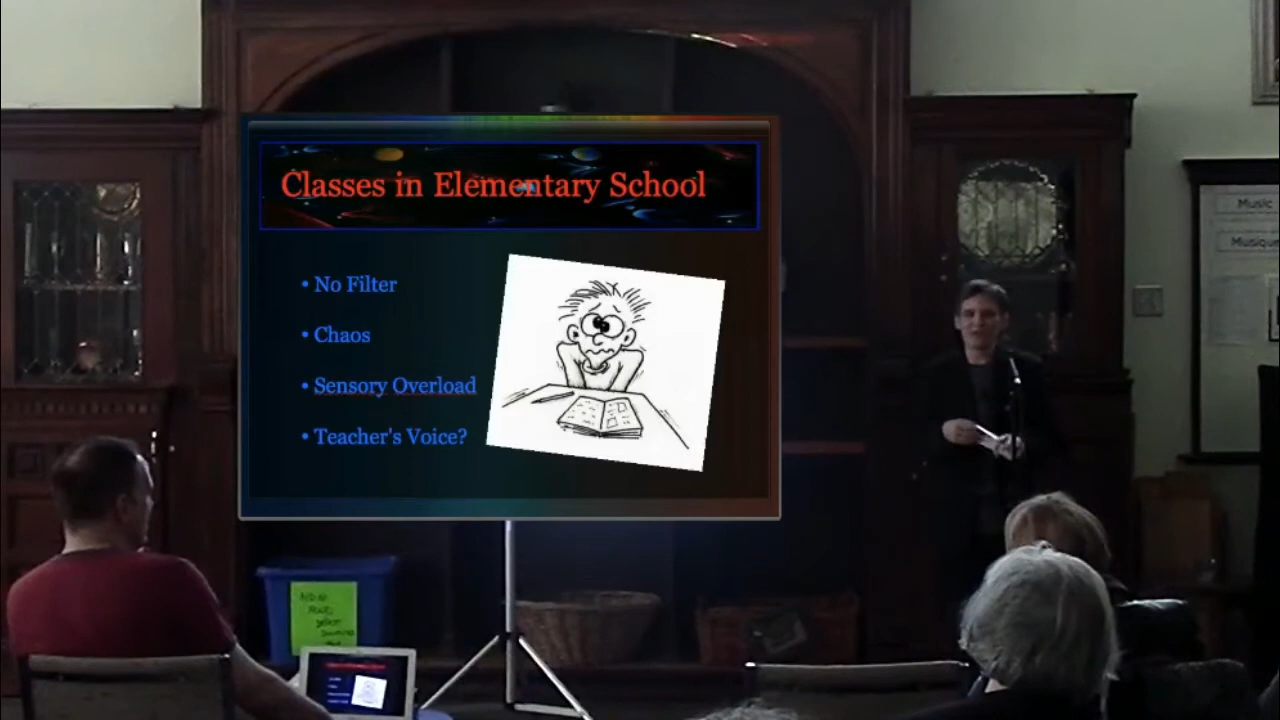 Classes in Elementary School
• No Filter
• Chaos
• Sensory Overload
• Teacher's Voice?
Music
Musique